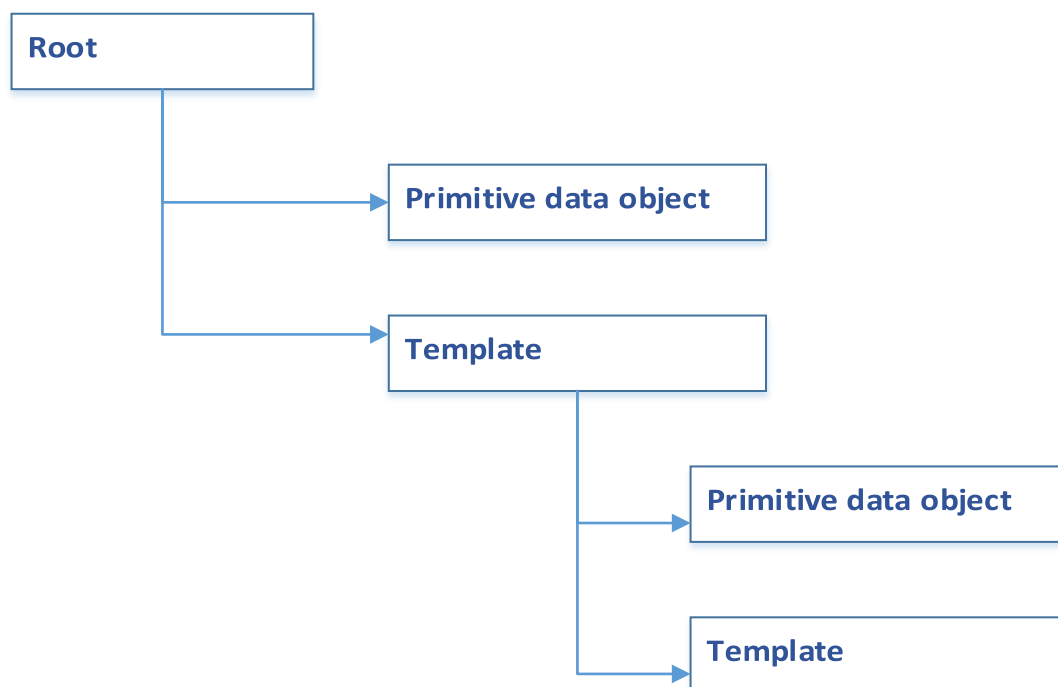 Root
Primitive data object
Template
Primitive data object
Template